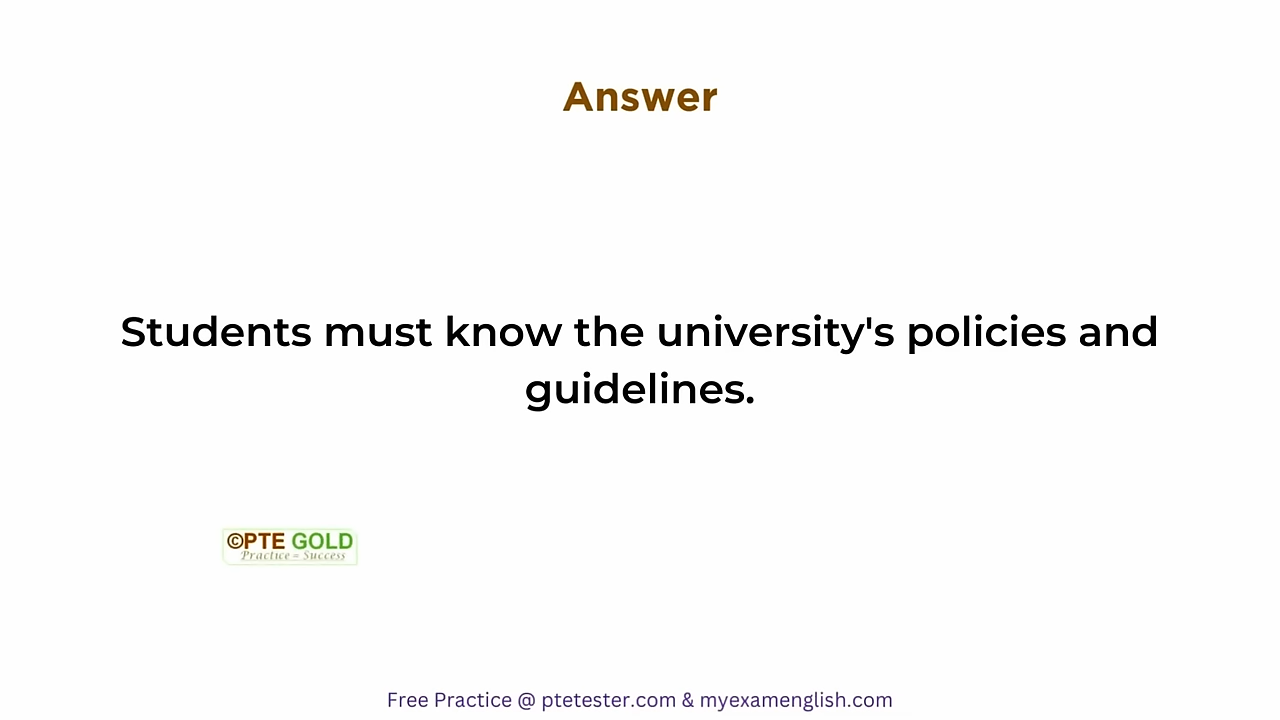 Answer
Students must know the university's policies and
guidelines.
©PTE GOLD
Practice = Success
Free Practice @ ptetester.com & myexamenglish.com